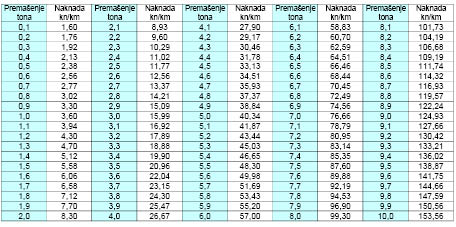 Premašenje tona Naknada kn/km Premašenje tona Naknada kn/km Premašenje tona Naknada kn/km Premašenje tona Naknada kn/km Premašenje tona Naknada kn/km
0,1 1,60 2,1 8,93 4,1 27,90 6,1 58,83 8,1 101,73
0,2 1,76 2,2 9,60 4,2 29,17 6,2 60,70 8,2 104,19
0,3 1,92 2,3 10,29 4,3 30,46 6,3 62,59 8,3 106,68
0,4 2,13 2,4 11,02 4,4 31,78 6,4 64,51 8,4 109,19
0,5 2,38 2,5 11,77 4,5 33,13 6,5 66,46 8,5 111,74
0,6 2,56 2,6 12,56 4,6 34,51 6,6 68,44 8,6 114,32
0,7 2,77 2,7 13,37 4,7 35,93 6,7 70,45 8,7 116,93
0,8 3,02 2,8 14,21 4,8 37,37 6,8 72,49 8,8 119,57
0,9 3,30 2,9 15,09 4,9 38,84 6,9 74,56 8,9 122,24
1,0 3,60 3,0 15,99 5,0 40,34 7,0 76,66 9,0 124,93
1,1 3,94 3,1 16,92 5,1 41,87 7,1 78,79 9,1 127,66
1,2 4,30 3,2 17,89 5,2 43,44 7,2 80,95 9,2 130,42
1,3 4,70 3,3 18,88 5,3 45,03 7,3 83,14 9,3 133,21
1,4 5,12 3,4 19,90 5,4 46,65 7,4 85,35 9,4 136,02
1,5 5,58 3,5 20,96 5,5 48,30 7,5 87,60 9,5 138,87
1,6 6,06 3,6 22,04 5,6 49,98 7,6 89,88 9,6 141,75
1,7 6,58 3,7 23,15 5,7 51,69 7,7 92,19 9,7 144,66
1,8 7,12 3,8 24,30 5,8 53,43 7,8 94,53 9,8 147,59
1,9 7,70 3,9 25,47 5,9 55,20 7,9 96,90 9,9 150,56
2,0 8,30 4,0 26,67 6,0 57,00 8,0 99,30 10,0 153,56